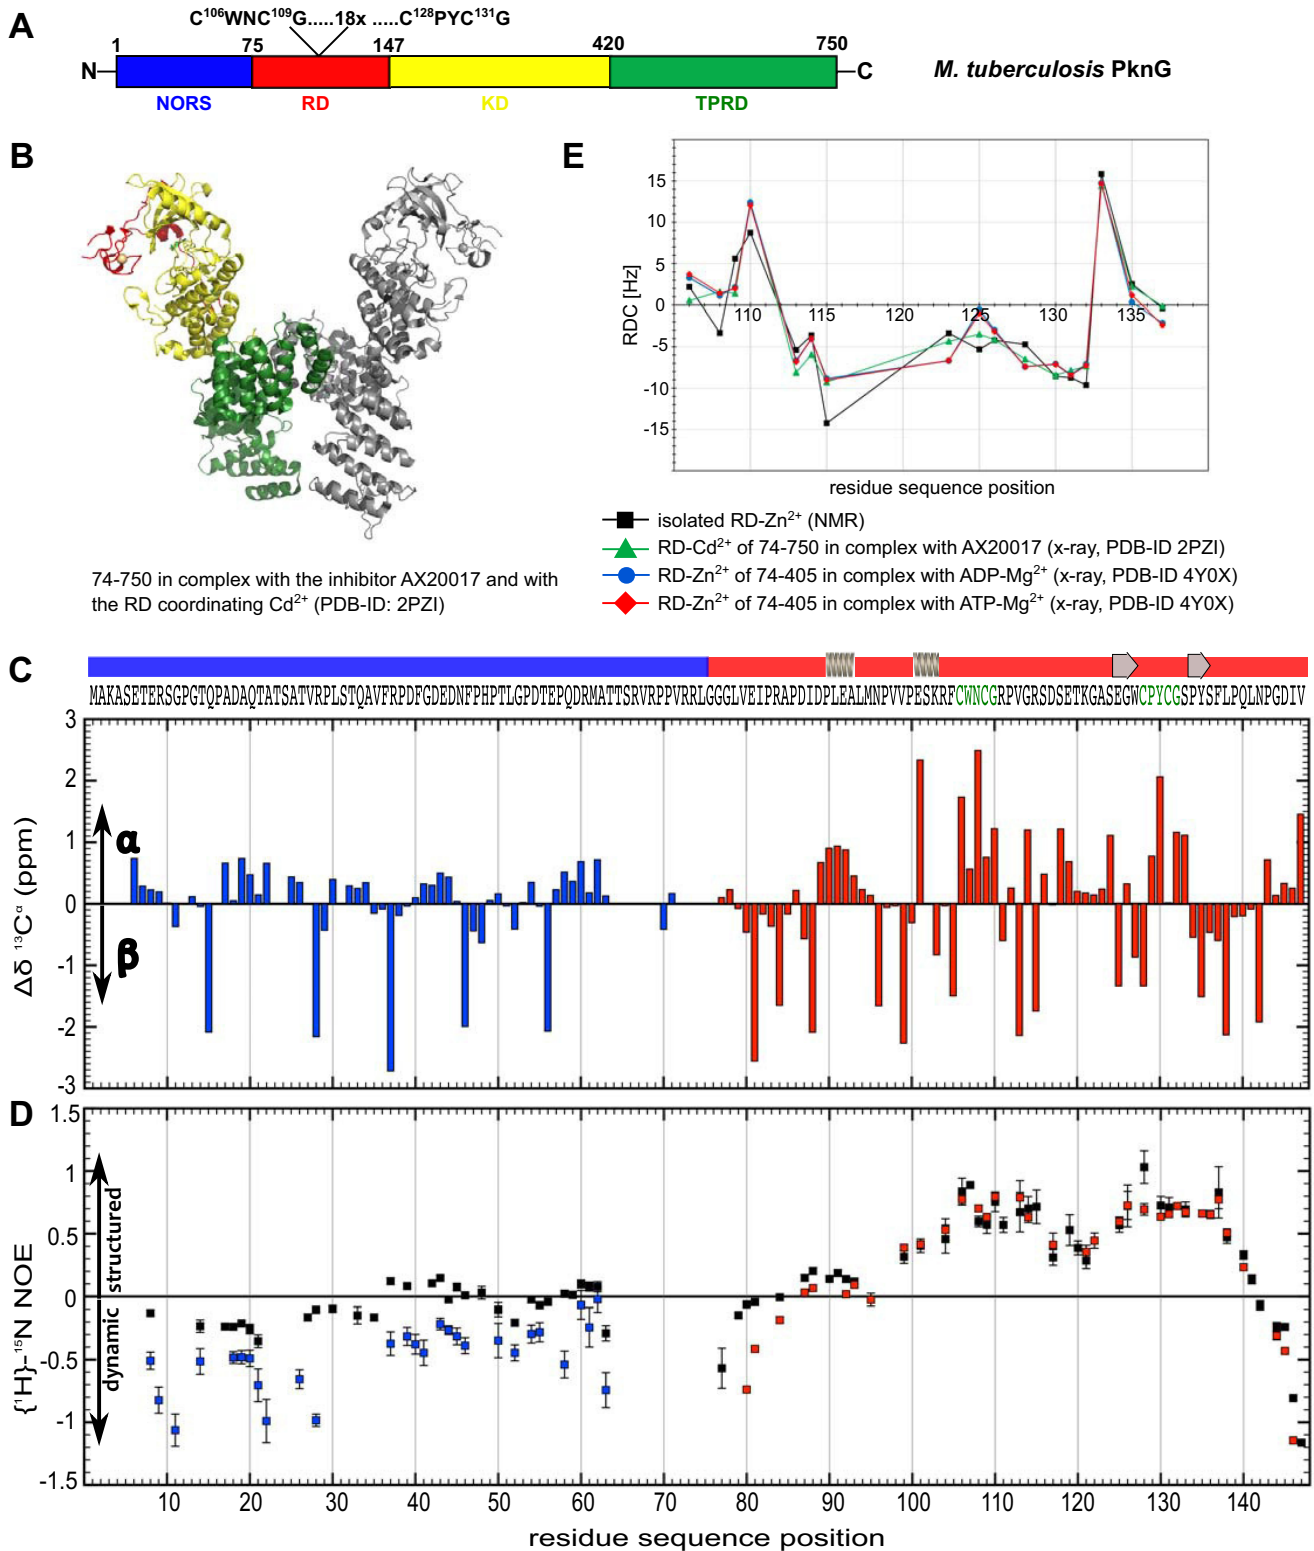 A
C¹⁰⁶WNC¹⁰⁹G.....18x .....C¹²⁸PYC¹³¹G
1 75 147 420 750
N C
NORS RD KD TPRD
M. tuberculosis PknG
B
74-750 in complex with the inhibitor AX20017 and with
the RD coordinating Cd²⁺ (PDB-ID: 2PZI)
E
RDC [Hz]
15
10
5
0
-5
-10
-15
110 115 120 125 130 135
residue sequence position
isolated RD-Zn²⁺ (NMR)
RD-Cd²⁺ of 74-750 in complex with AX20017 (x-ray, PDB-ID 2PZI)
RD-Zn²⁺ of 74-405 in complex with ADP-Mg²⁺ (x-ray, PDB-ID 4Y0X)
RD-Zn²⁺ of 74-405 in complex with ATP-Mg²⁺ (x-ray, PDB-ID 4Y0X)
C
MAKASETERSGPGTQPADAQTATSATVRPLSTQAVFRPDFGDEDNFPHPTLGPDTEPQDRMATTSRVRPPVRRLGGGLVEIPRAPDIDPLEALMNPVVPESKRFCWNCGRPVGRSDSETKGASEGWCPYCGSPYSFLPQLNPGDIV
3
2
1
0
-1
-2
-3
Δδ ¹³Cᵅ (ppm)
α
β
D
1.5
1
0.5
0
-0.5
-1
-1.5
{¹H}-¹⁵N NOE
structured
dynamic
10 20 30 40 50 60 70 80 90 100 110 120 130 140
residue sequence position